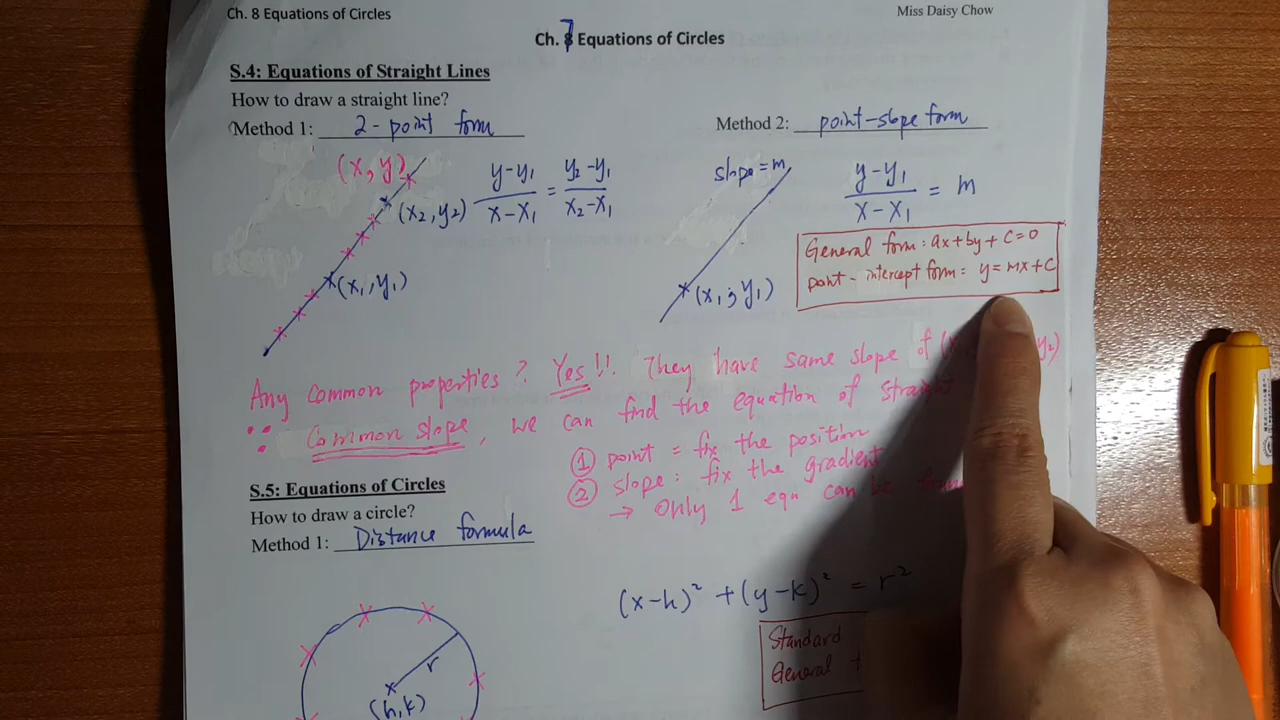 Ch. 8 Equations of Circles
Miss Daisy Chow
Ch. 7 Equations of Circles
S.4: Equations of Straight Lines
How to draw a straight line?
Method 1: 2-point form
Method 2: point-slope form
(x, y)
(x₂, y₂)
(x₁, y₁)
y-y₁ / x-x₁ = y₂-y₁ / x₂-x₁
slope = m
(x₁, y₁)
y-y₁ / x-x₁ = m
General form: ax+by+c=0
point-intercept form: y=mx+c
Any common properties? Yes!! They have same slope of (x y₂)
∵ Common slope, we can find the equation of straight
① point = fix the position
② slope: fix the gradient
→ Only 1 eqn can be
S.5: Equations of Circles
How to draw a circle?
Method 1: Distance formula
r
(h,k)
(x-h)² + (y-k)² = r²
Standard
General